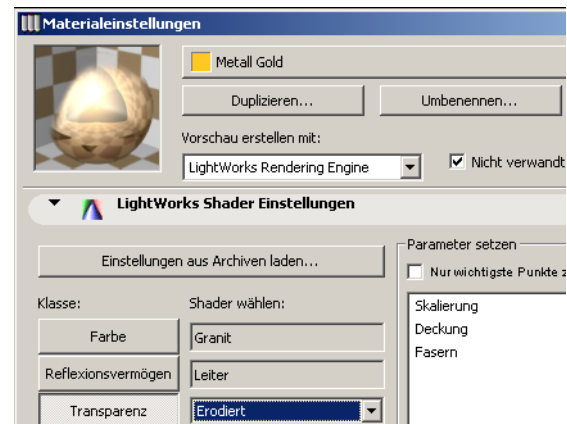 Materialeinstellungen
Metall Gold
Duplizieren...
Umbenennen...
Vorschau erstellen mit:
LightWorks Rendering Engine
Nicht verwandt
LightWorks Shader Einstellungen
Einstellungen aus Archiven laden...
Parameter setzen
Nur wichtigste Punkte z
Klasse:
Shader wählen:
Skalierung
Deckung
Fasern
Farbe
Granit
Reflexionsvermögen
Leiter
Transparenz
Erodiert